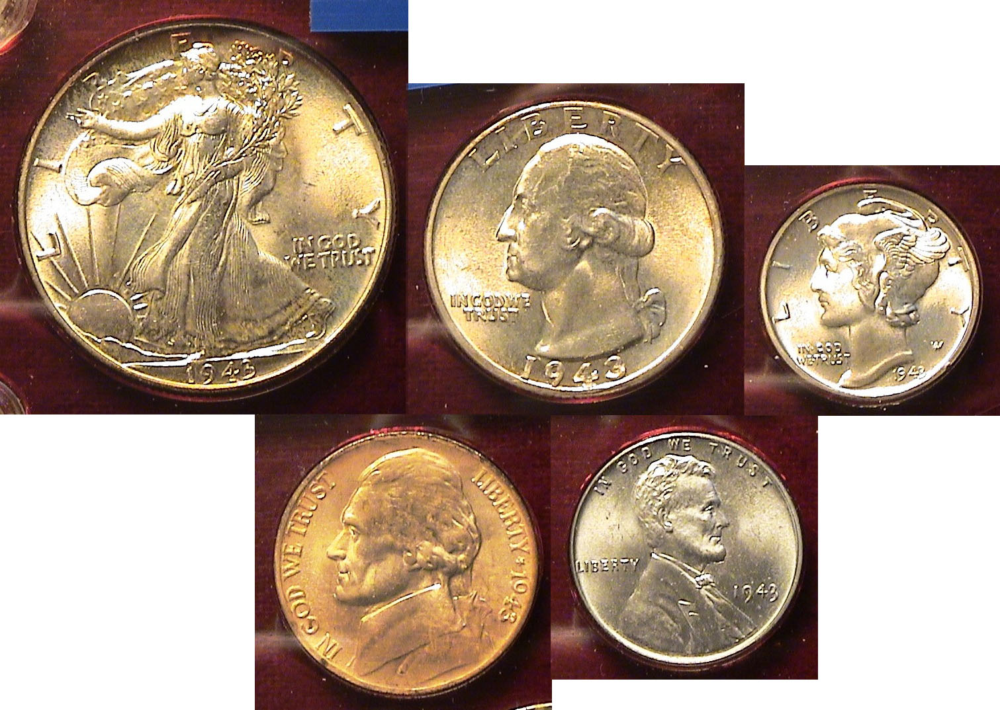 LIBERTY
IN GOD
WE TRUST
1943
LIBERTY
IN GOD WE
TRUST
1943
LIBERTY
IN GOD
WE TRUST
1943
W
IN GOD WE TRUST
LIBERTY ★ 1943
IN GOD WE TRUST
LIBERTY
1943